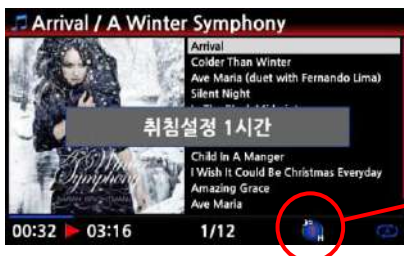 Arrival / A Winter Symphony
Arrival
Colder Than Winter
Ave Maria (duet with Fernando Lima)
Silent Night
취침설정 1시간
Child In A Manger
I Wish It Could Be Christmas Everyday
Amazing Grace
Ave Maria
A Winter
Symphony
00:32 03:16
1/12